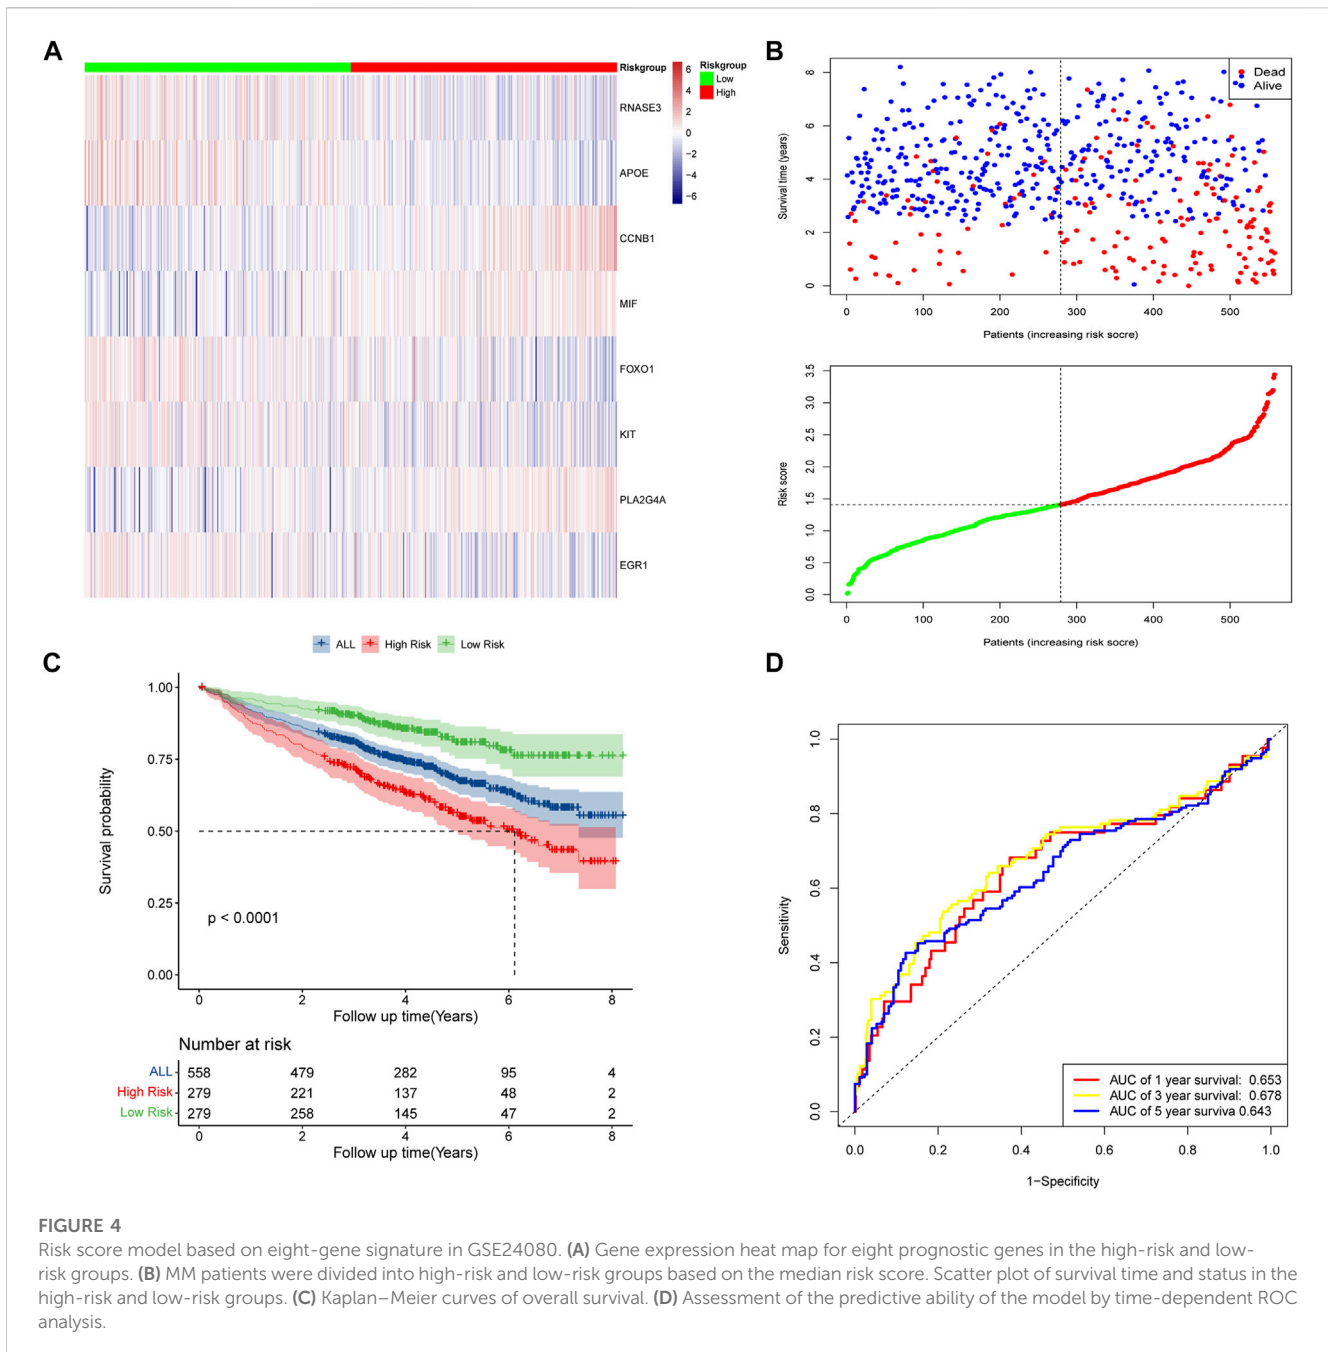 A
Riskgroup
6
4
2
0
−2
−4
−6
Riskgroup
Low
High
RNASE3
APOE
CCNB1
MIF
FOXO1
KIT
PLA2G4A
EGR1
B
Survival time (years)
8
6
4
2
0
Dead
Alive
0 100 200 300 400 500
Patients (increasing risk socre)
Risk score
3.5
3.0
2.5
2.0
1.5
1.0
0.5
0.0
0 100 200 300 400 500
Patients (increasing risk socre)
C
ALL High Risk Low Risk
Survival probability
1.00
0.75
0.50
0.25
0.00
p < 0.0001
0 2 4 6 8
Follow up time(Years)
Number at risk
ALL 558 479 282 95 4
High Risk 279 221 137 48 2
Low Risk 279 258 145 47 2
0 2 4 6 8
Follow up time(Years)
D
Sensitivity
1.0
0.8
0.6
0.4
0.2
0.0
AUC of 1 year survival: 0.653
AUC of 3 year survival: 0.678
AUC of 5 year surviva 0.643
0.0 0.2 0.4 0.6 0.8 1.0
1−Specificity
FIGURE 4
Risk score model based on eight-gene signature in GSE24080. (A) Gene expression heat map for eight prognostic genes in the high-risk and low-
risk groups. (B) MM patients were divided into high-risk and low-risk groups based on the median risk score. Scatter plot of survival time and status in the
high-risk and low-risk groups. (C) Kaplan–Meier curves of overall survival. (D) Assessment of the predictive ability of the model by time-dependent ROC
analysis.